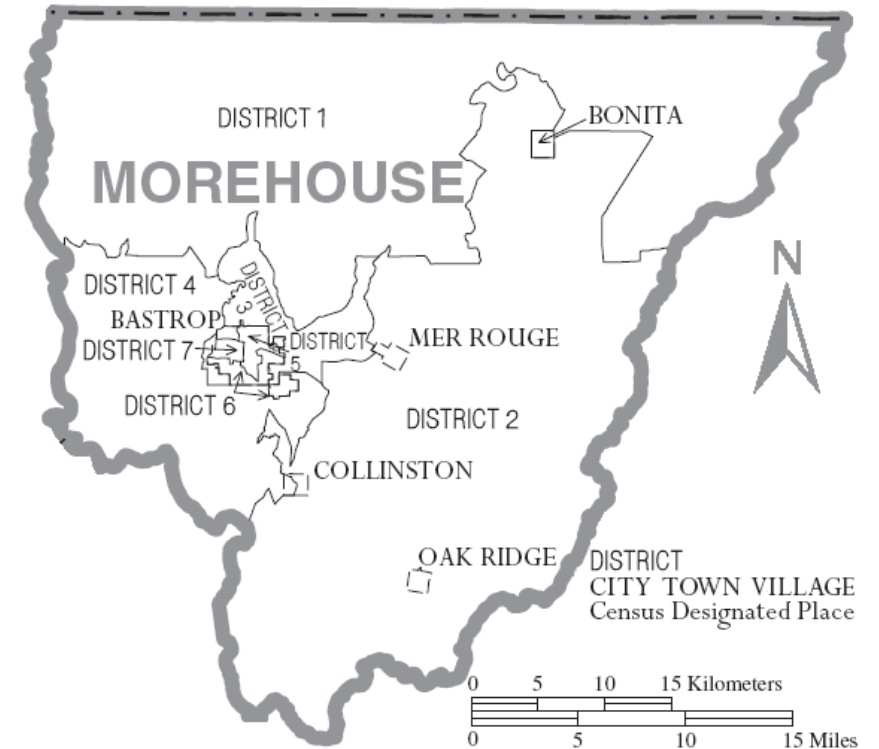 BONITA
DISTRICT 1
MOREHOUSE
N
DISTRICT 4
DISTRICT 3
BASTROP
DISTRICT 7
DISTRICT 5
MER ROUGE
DISTRICT 6
DISTRICT 2
COLLINSTON
OAK RIDGE
DISTRICT
CITY TOWN VILLAGE
Census Designated Place
0 5 10 15 Kilometers
0 5 10 15 Miles